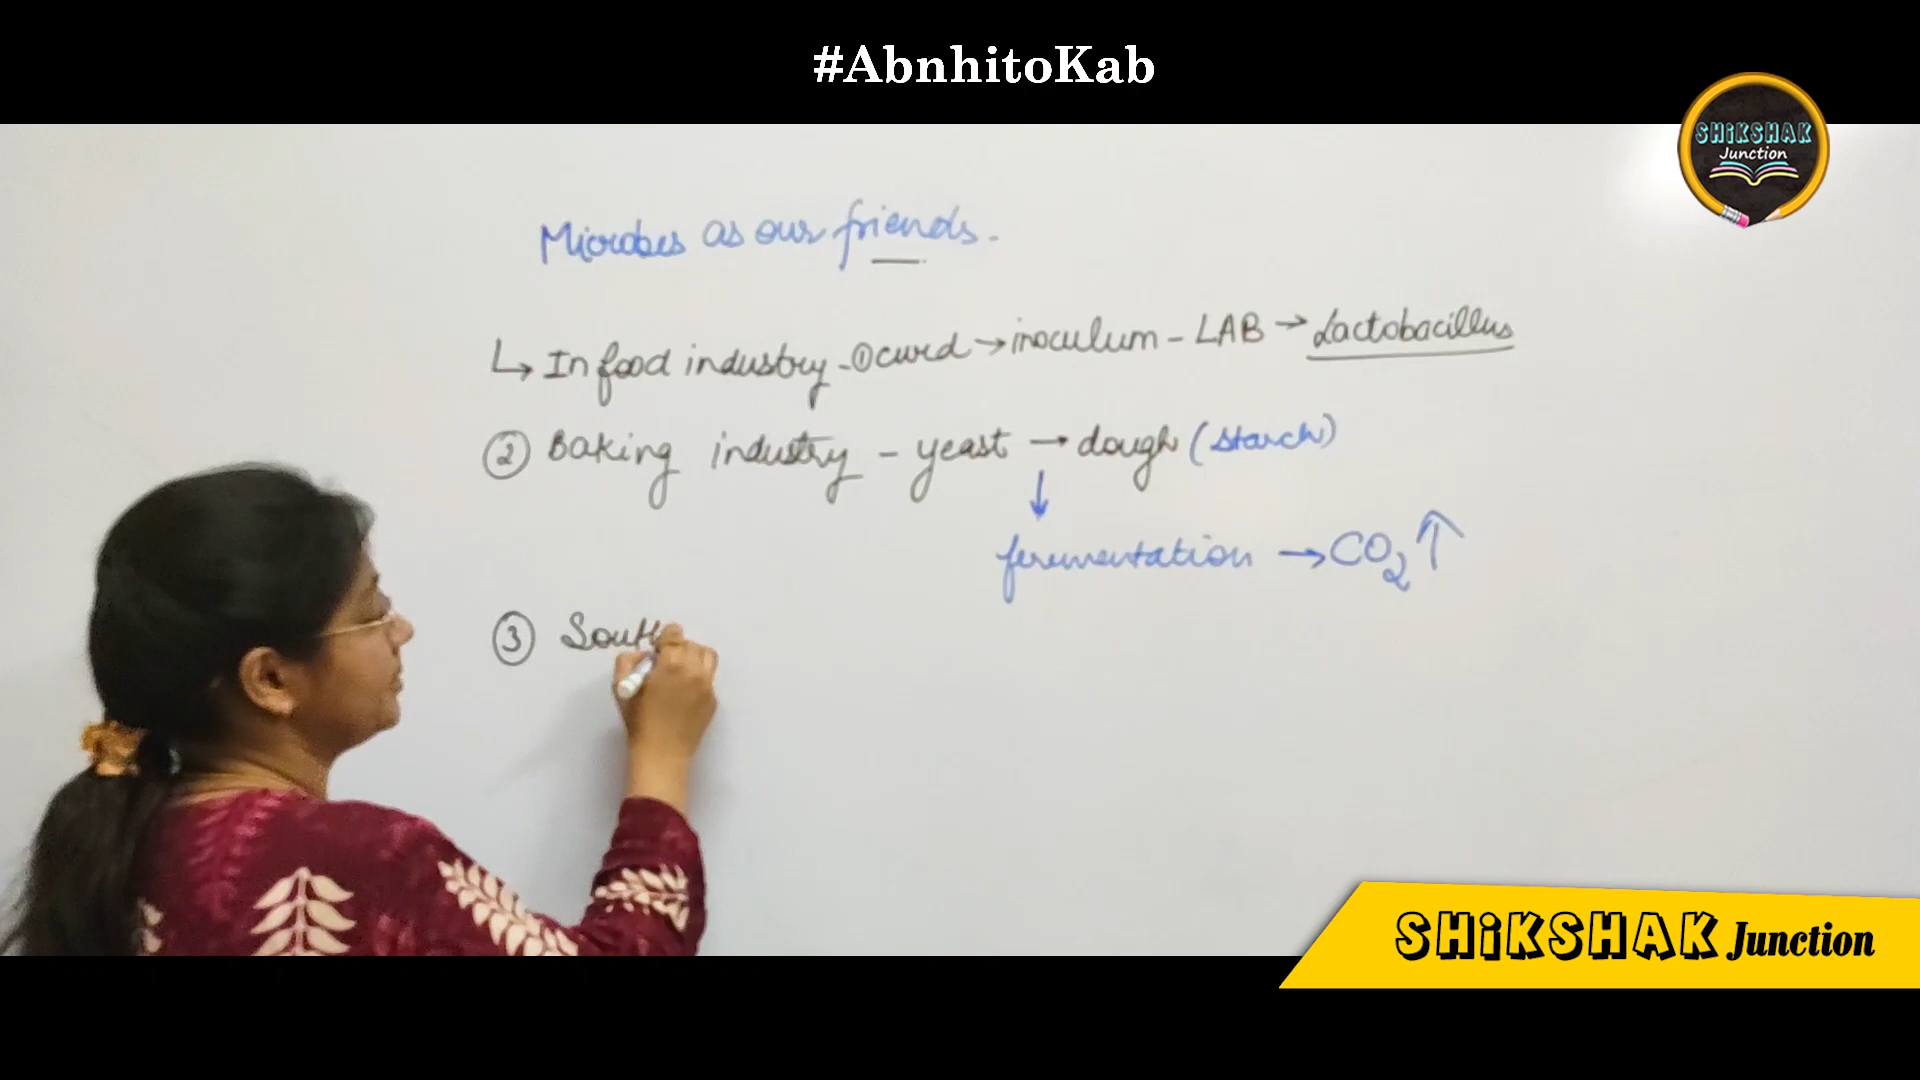 #AbnhitoKab
SHiKSHAK
Junction
Microbes as our friends.
↳ In food industry - ① curd → inoculum - LAB → Lactobacillus
② Baking industry - yeast → dough (starch)
↓
fermentation → CO₂ ↑
③ South
SHiKSHAK Junction